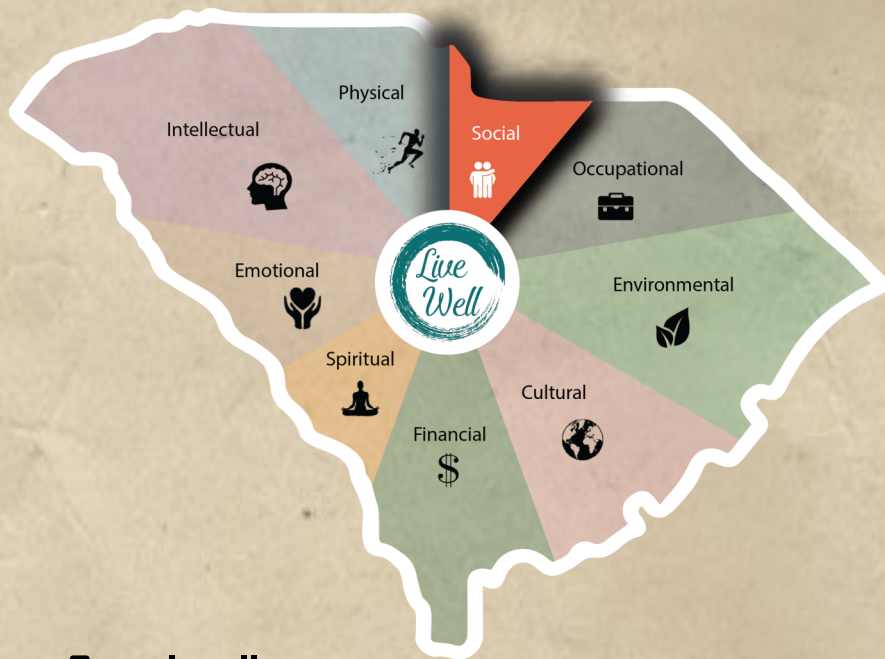 Physical
Social
Intellectual
Occupational
Live
Well
Emotional
Environmental
Spiritual
Cultural
Financial
$